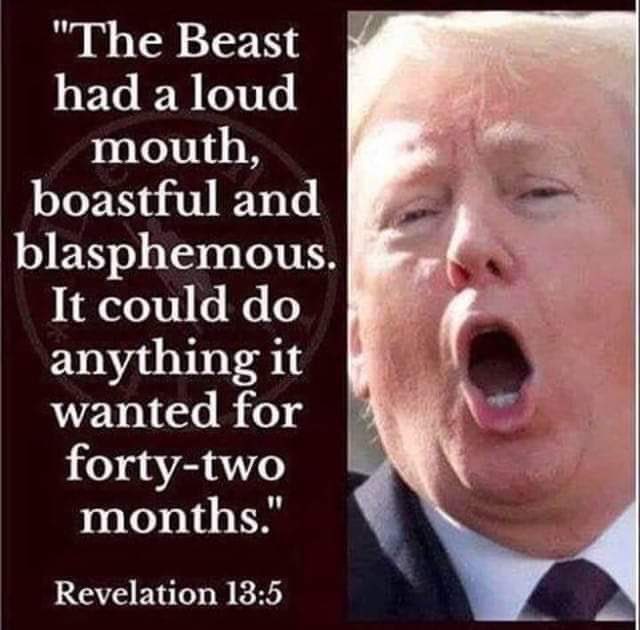 "The Beast
had a loud
mouth,
boastful and
blasphemous.
It could do
anything it
wanted for
forty-two
months."
Revelation 13:5